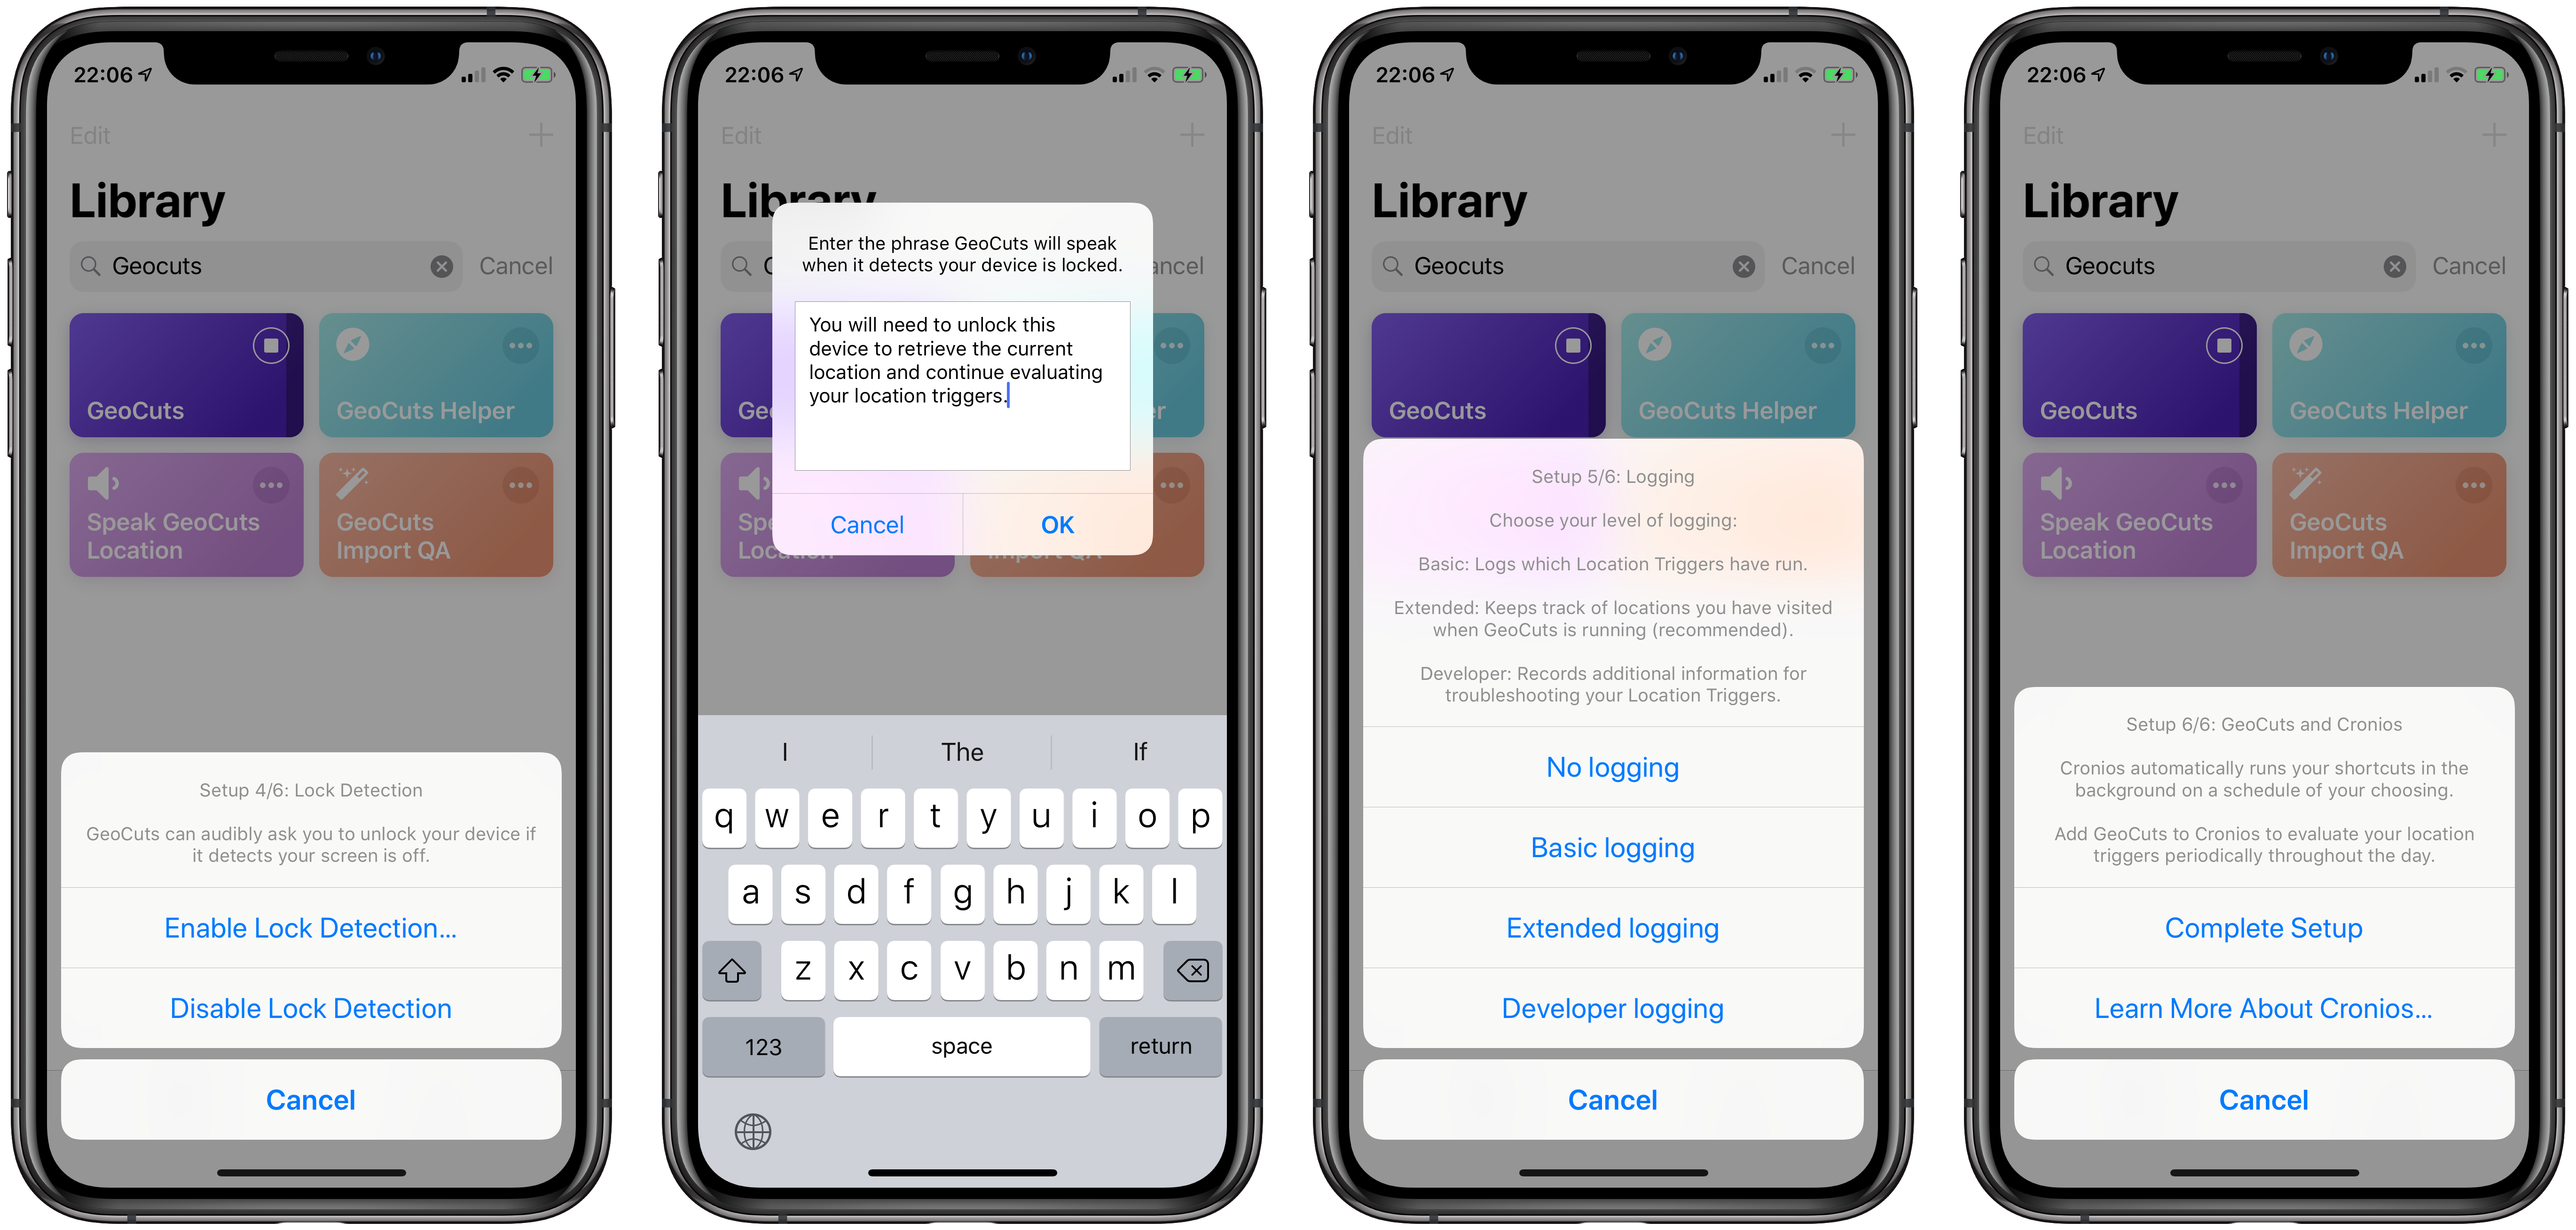 22:06
Edit
Library
Geocuts
Cancel
GeoCuts
GeoCuts Helper
Speak GeoCuts
Location
GeoCuts
Import QA
Setup 4/6: Lock Detection
GeoCuts can audibly ask you to unlock your device if
it detects your screen is off.
Enable Lock Detection...
Disable Lock Detection
Cancel
22:06
Edit
Library
Enter the phrase GeoCuts will speak
when it detects your device is locked.
You will need to unlock this
device to retrieve the current
location and continue evaluating
your location triggers.
Cancel
OK
I The If
q w e r t y u i o p
a s d f g h j k l
z x c v b n m
123 space return
22:06
Edit
Library
Geocuts
Cancel
GeoCuts
GeoCuts Helper
Setup 5/6: Logging
Choose your level of logging:
Basic: Logs which Location Triggers have run.
Extended: Keeps track of locations you have visited
when GeoCuts is running (recommended).
Developer: Records additional information for
troubleshooting your Location Triggers.
No logging
Basic logging
Extended logging
Developer logging
Cancel
22:06
Edit
Library
Geocuts
Cancel
GeoCuts
GeoCuts Helper
Speak GeoCuts
Location
GeoCuts
Import QA
Setup 6/6: GeoCuts and Cronios
Cronios automatically runs your shortcuts in the
background on a schedule of your choosing.
Add GeoCuts to Cronios to evaluate your location
triggers periodically throughout the day.
Complete Setup
Learn More About Cronios...
Cancel